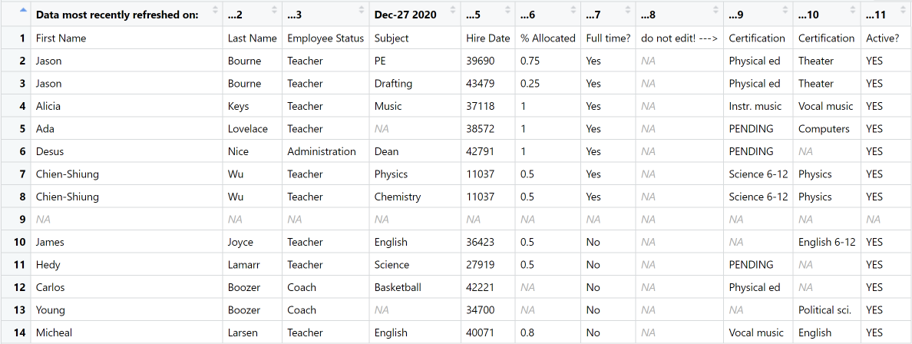 Data most recently refreshed on: ...2 ...3 Dec-27 2020 ...5 ...6 ...7 ...8 ...9 ...10 ...11
1 First Name Last Name Employee Status Subject Hire Date % Allocated Full time? do not edit! ---> Certification Certification Active?
2 Jason Bourne Teacher PE 39690 0.75 Yes NA Physical ed Theater YES
3 Jason Bourne Teacher Drafting 43479 0.25 Yes NA Physical ed Theater YES
4 Alicia Keys Teacher Music 37118 1 Yes NA Instr. music Vocal music YES
5 Ada Lovelace Teacher NA 38572 1 Yes NA PENDING Computers YES
6 Desus Nice Administration Dean 42791 1 Yes NA PENDING NA YES
7 Chien-Shiung Wu Teacher Physics 11037 0.5 Yes NA Science 6-12 Physics YES
8 Chien-Shiung Wu Teacher Chemistry 11037 0.5 Yes NA Science 6-12 Physics YES
9 NA NA NA NA NA NA NA NA NA NA NA
10 James Joyce Teacher English 36423 0.5 No NA NA English 6-12 YES
11 Hedy Lamarr Teacher Science 27919 0.5 No NA PENDING NA YES
12 Carlos Boozer Coach Basketball 42221 NA No NA Physical ed NA YES
13 Young Boozer Coach NA 34700 NA No NA NA Political sci. YES
14 Micheal Larsen Teacher English 40071 0.8 No NA Vocal music English YES